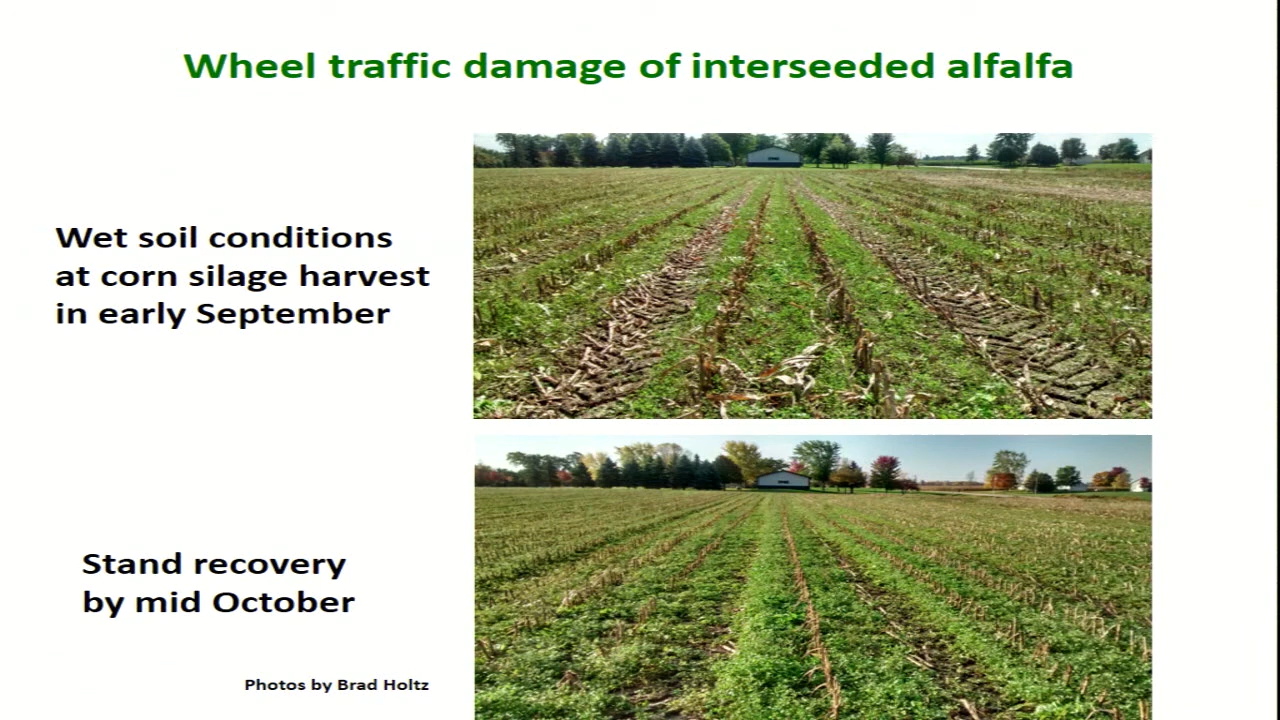 Wheel traffic damage of interseeded alfalfa
Wet soil conditions
at corn silage harvest
in early September
Stand recovery
by mid October
Photos by Brad Holtz